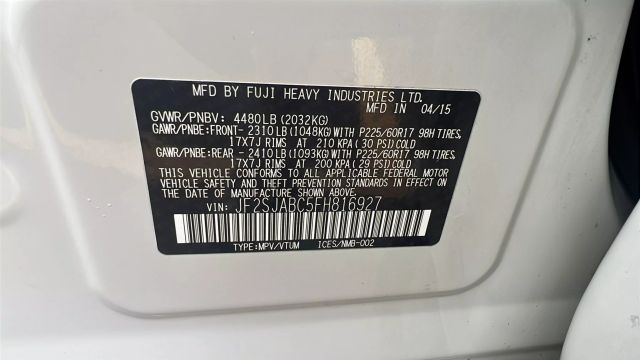 MFD BY FUJI HEAVY INDUSTRIES LTD.
MFD IN 04/15
GVWR/PNBV: 4480LB(2032KG)
GAWR/PNBE:FRONT- 2310LB(1048KG)WITH P225/60R17 98H TIRES,
17X7J RIMS AT 210 KPA( 30 PSI)COLD
GAWR/PNBE:REAR -2410LB(1093KG)WITH P225/60R17 98H TIRES,
17X7J RIMS AT 200 KPA(29 PSI)COLD
THIS VEHICLE CONFORMS TO ALL APPLICABLE FEDERAL MOTOR
VEHICLE SAFETY, BUMPER, AND THEFT PREVENTION STANDARDS
IN EFFECT ON THE DATE OF MANUFACTURE SHOWN ABOVE.
VIN: JF2SJABC5FH816927
TYPE:MPV/VTUM ICES/NMB-002